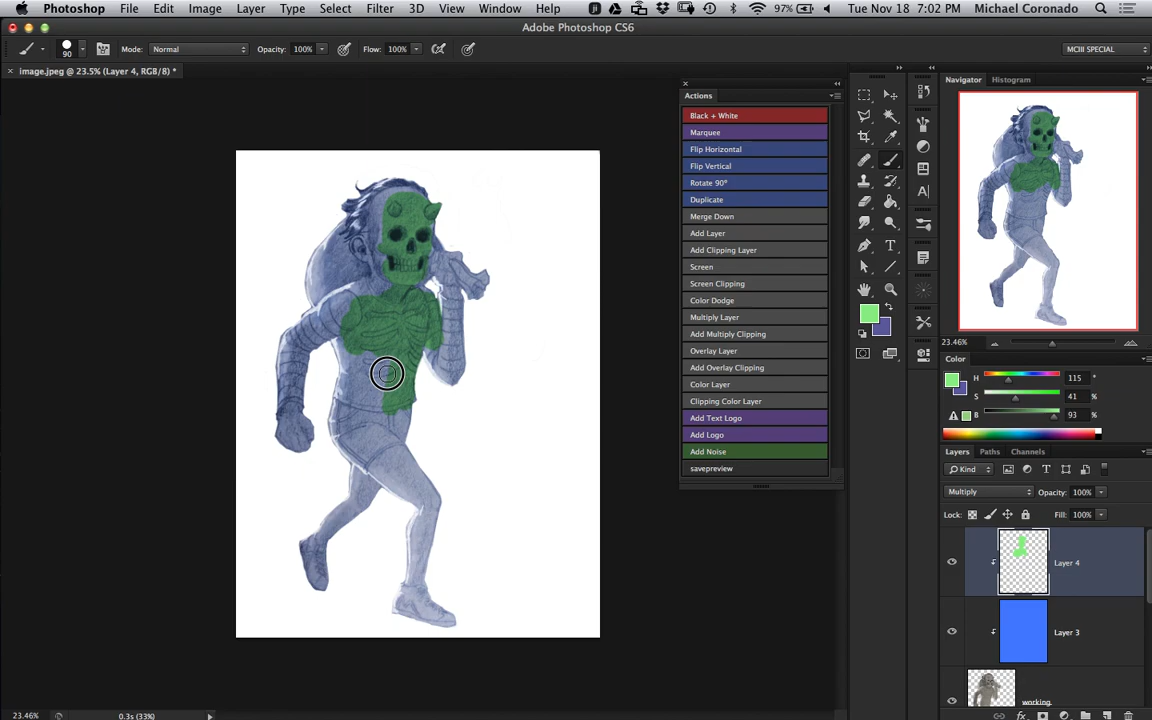 Photoshop File Edit Image Layer Type Select Filter 3D View Window Help 97% Tue Nov 18 7:02 PM Michael Coronado
Adobe Photoshop CS6
90 Mode: Normal Opacity: 100% Flow: 100% MCIII SPECIAL
× image.jpeg @ 23.5% (Layer 4, RGB/8) *
Navigator Histogram
Actions
Black + White
Marquee
Flip Horizontal
Flip Vertical
Rotate 90°
Duplicate
Merge Down
Add Layer
Add Clipping Layer
Screen
Screen Clipping
Color Dodge
Multiply Layer
Add Multiply Clipping
Overlay Layer
Add Overlay Clipping
Color Layer
Clipping Color Layer
Add Text Logo
Add Logo
Add Noise
savepreview
23.46%
Color
H 115 °
S 41 %
B 93 %
Layers Paths Channels
Kind
Multiply Opacity: 100%
Lock: Fill: 100%
Layer 4
Layer 3
working.
23.46% 0.3s (33%)